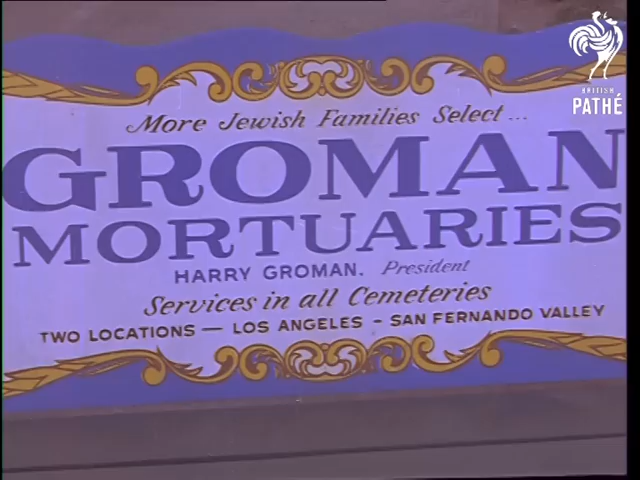 BRITISH
PATHÉ
More Jewish Families Select...
GROMAN
MORTUARIES
HARRY GROMAN. President
Services in all Cemeteries
TWO LOCATIONS — LOS ANGELES - SAN FERNANDO VALLEY